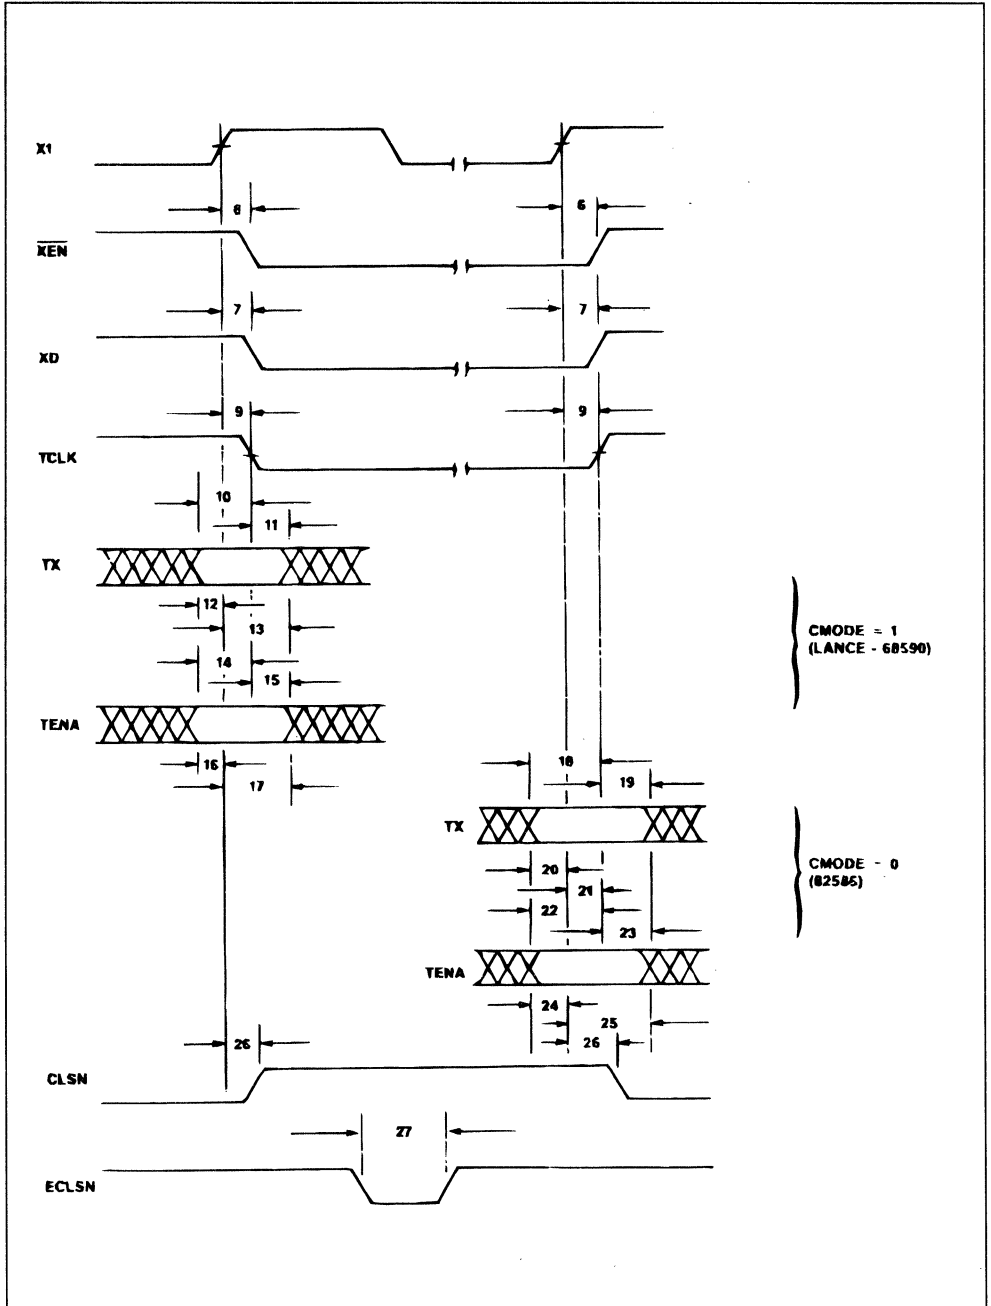 X1
6 6
XEN
7 7
XD
9 9
TCLK
10
11
TX
12
13
CMODE = 1
(LANCE - 68590)
14
15
TENA
16
17
18
19
TX
20
CMODE - 0
(82586)
21
22
23
TENA
24
25
26 26
CLSN
27
ECLSN